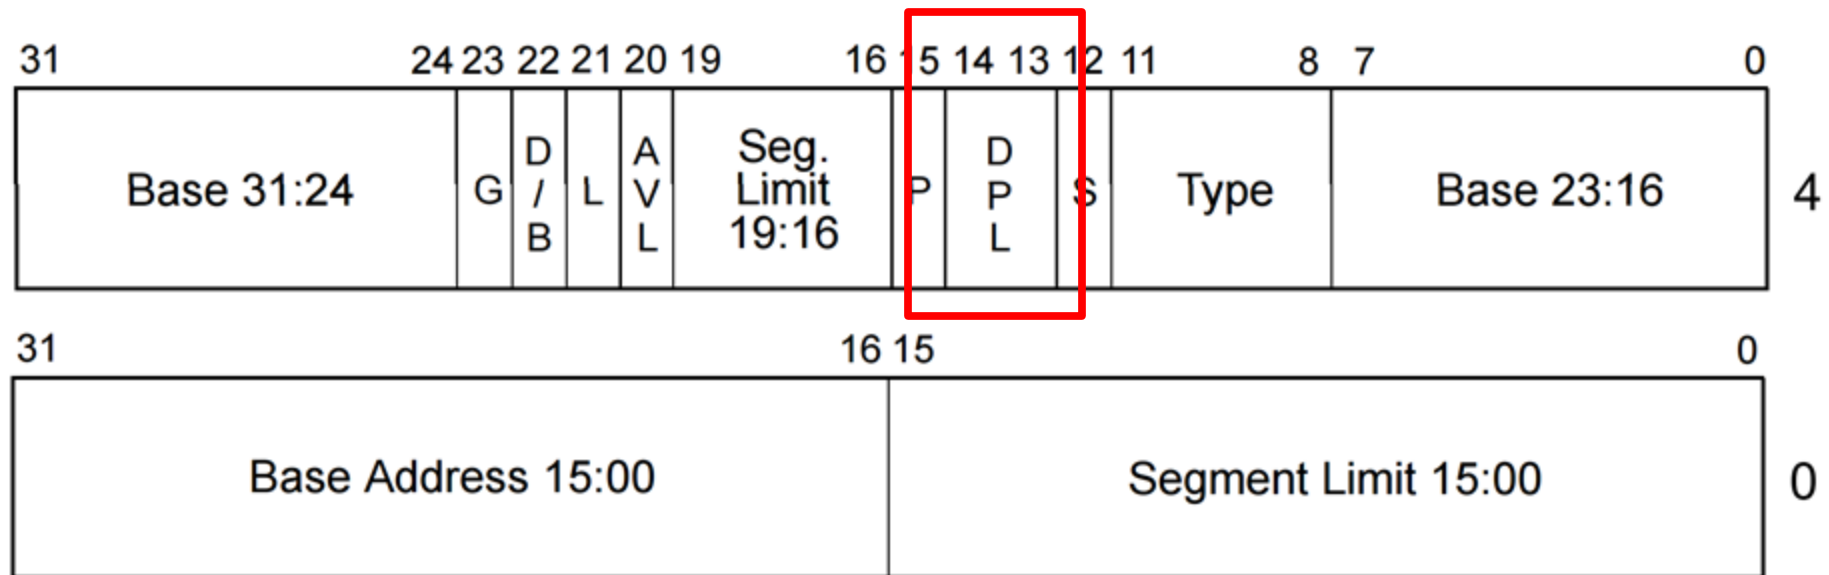 31 24 23 22 21 20 19 16 15 14 13 12 11 8 7 0
Base 31:24 G D/B L AVL Seg. Limit 19:16 P DPL S Type Base 23:16 4
31 16 15 0
Base Address 15:00 Segment Limit 15:00 0